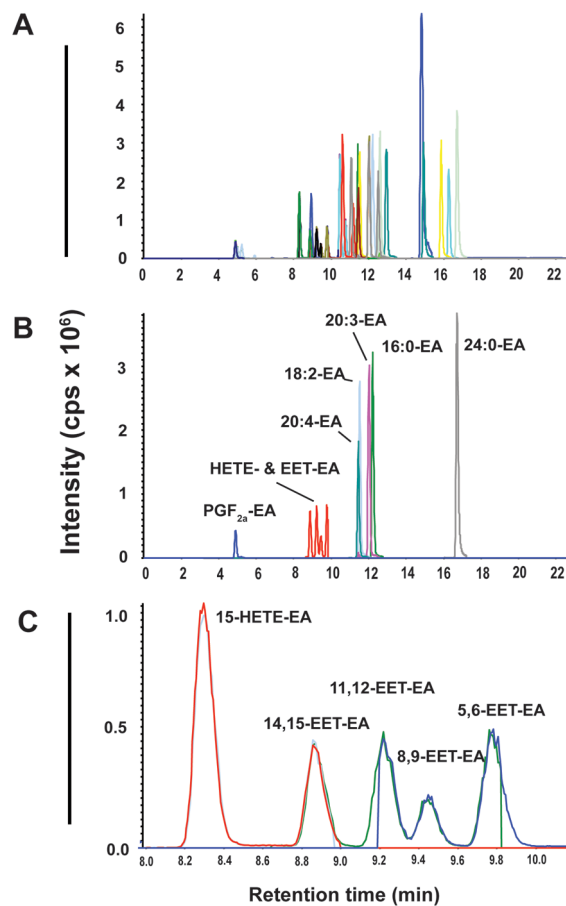 A
6
5
4
3
2
1
0
0 2 4 6 8 10 12 14 16 18 20 22
B
20:3-EA
16:0-EA 24:0-EA
18:2-EA
20:4-EA
HETE- & EET-EA
PGF2a-EA
3
2
1
0
0 2 4 6 8 10 12 14 16 18 20 22
Intensity (cps x 10^6)
C
1.0
15-HETE-EA
11,12-EET-EA
5,6-EET-EA
14,15-EET-EA
8,9-EET-EA
0.5
0.0
8.0 8.2 8.4 8.6 8.8 9.0 9.2 9.4 9.6 9.8 10.0
Retention time (min)